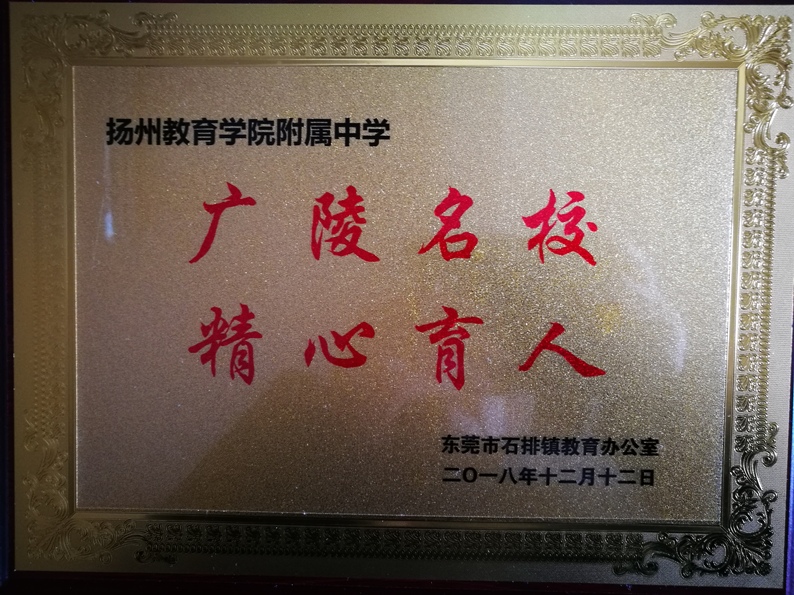 扬州教育学院附属中学
广陵名校
精心育人
东莞市石排镇教育办公室
二〇一八年十二月十二日